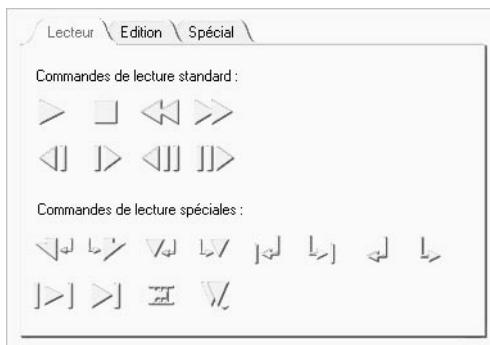 Lecteur Edition Spécial
Commandes de lecture standard :
Commandes de lecture spéciales :